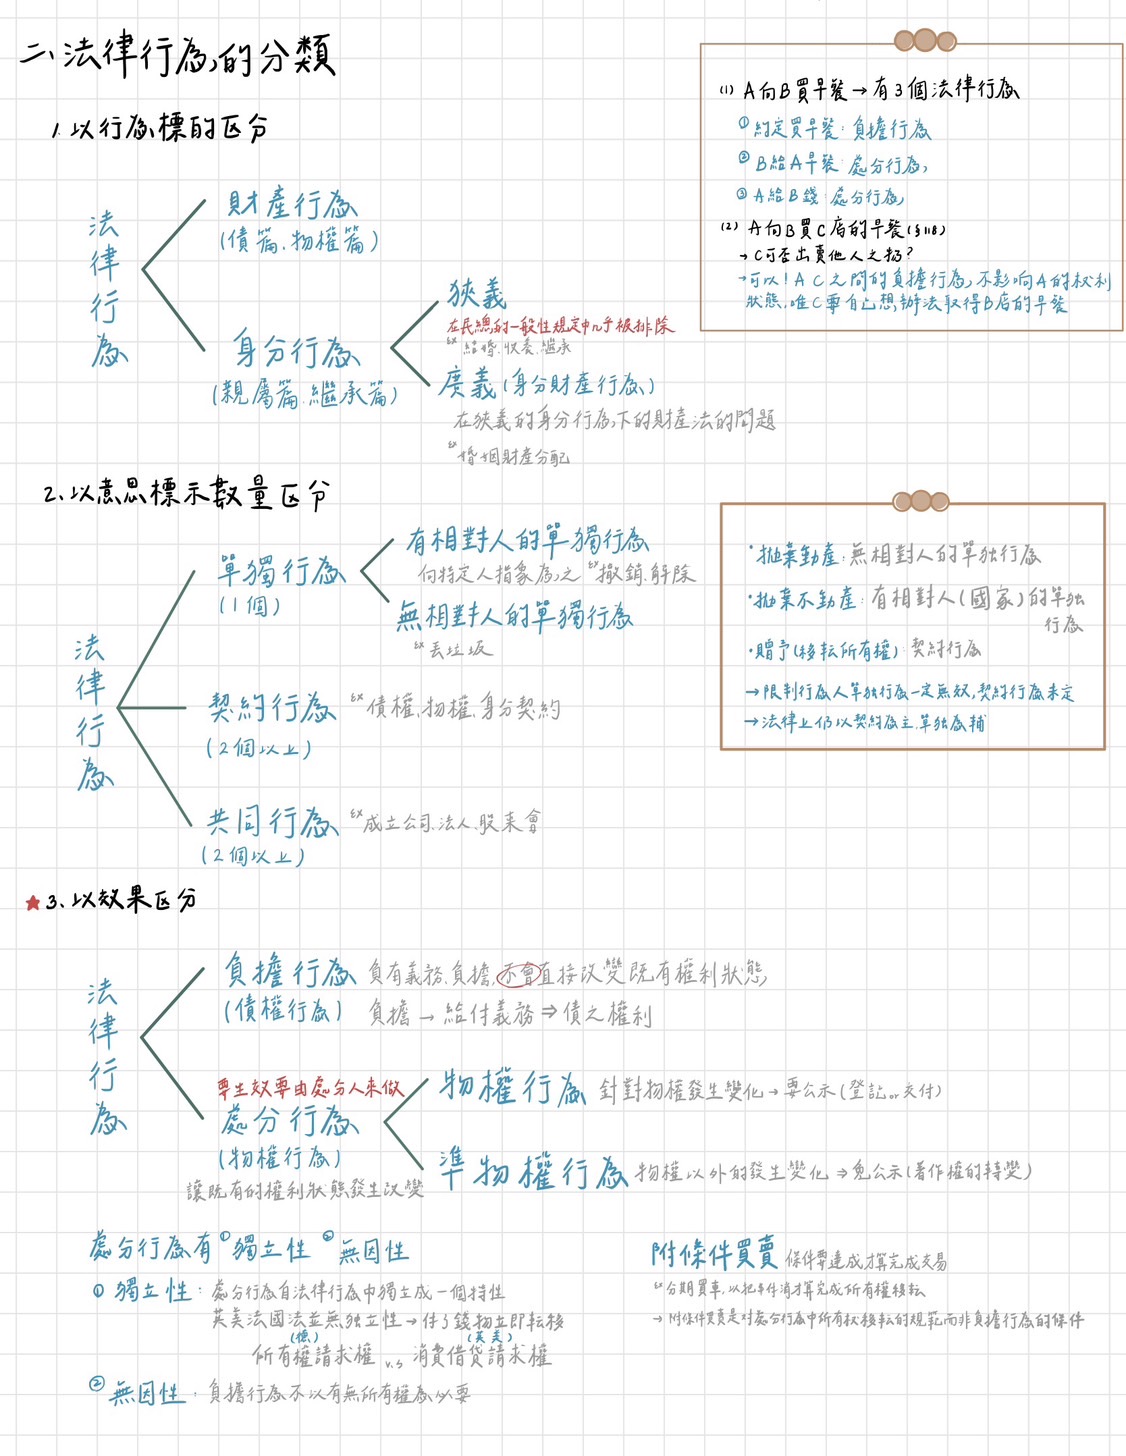 二、法律行為的分類
1. 以行為標的区分
法律行為
財產行為
(債篇、物權篇)
身分行為
(親屬篇、繼承篇)
狹義
在民總的一般性規定中几乎被排除
ex 結婚、收養、繼承
廣義(身分財產行為)
在狹義的身分行為下的財產法的問題
ex 婚姻財產分配
(1) A向B買早餐→有3個法律行為
① 約定買早餐: 負擔行為
② B給A早餐: 處分行為
③ A給B錢: 處分行為
(2) A向B買C店的早餐(§118)
→ C可否出賣他人之物?
→可以! A C之間的負擔行為,不影响A的权利
狀態,唯C要自己想辦法取得B店的早餐
2、以意思標示數量区分
法律行為
單獨行為
(1個)
有相對人的單獨行為
向特定人指象為之 ex 撤銷、解除
無相對人的單獨行為
ex 丟垃圾
契約行為 ex 債權、物權、身分契約
(2個以上)
共同行為 ex 成立公司、法人、股東會
(2個以上)
·拋棄動產: 無相對人的單独行為
·拋棄不動產: 有相對人(國家)的單独
行為
·贈予(移転所有權): 契約行為
→限制行為人單独行為一定無效,契約行為未定
→法律上仍以契約為主,單独為輔
★3、以效果区分
法律行為
負擔行為 負有義務、負擔,不會直接改變既有權利狀態
(債權行為) 負擔 → 給付義務 ⇒ 債之權利
要生效要由處分人來做
處分行為
(物權行為)
讓既有的權利狀態發生改變
物權行為 針對物權發生變化→要公示(登記or交付)
準物權行為 物權以外的發生變化 ⇒免公示(著作權的轉變)
處分行為有①獨立性 ②無因性
① 獨立性: 處分行為自法律行為中獨立成一個特性
英美法國法並無独立性→付了錢物立即転移
(德) (英美)
所有權請求權 v.s 消費借貸請求權
② 無因性: 負擔行為不以有無所有權為必要
附條件買賣 條件要達成才算完成交易
ex 分期買車,以把牛件消才算完成所有權移転
→ 附條件買賣是對處分行為中所有权移転的規範而非負擔行為的條件